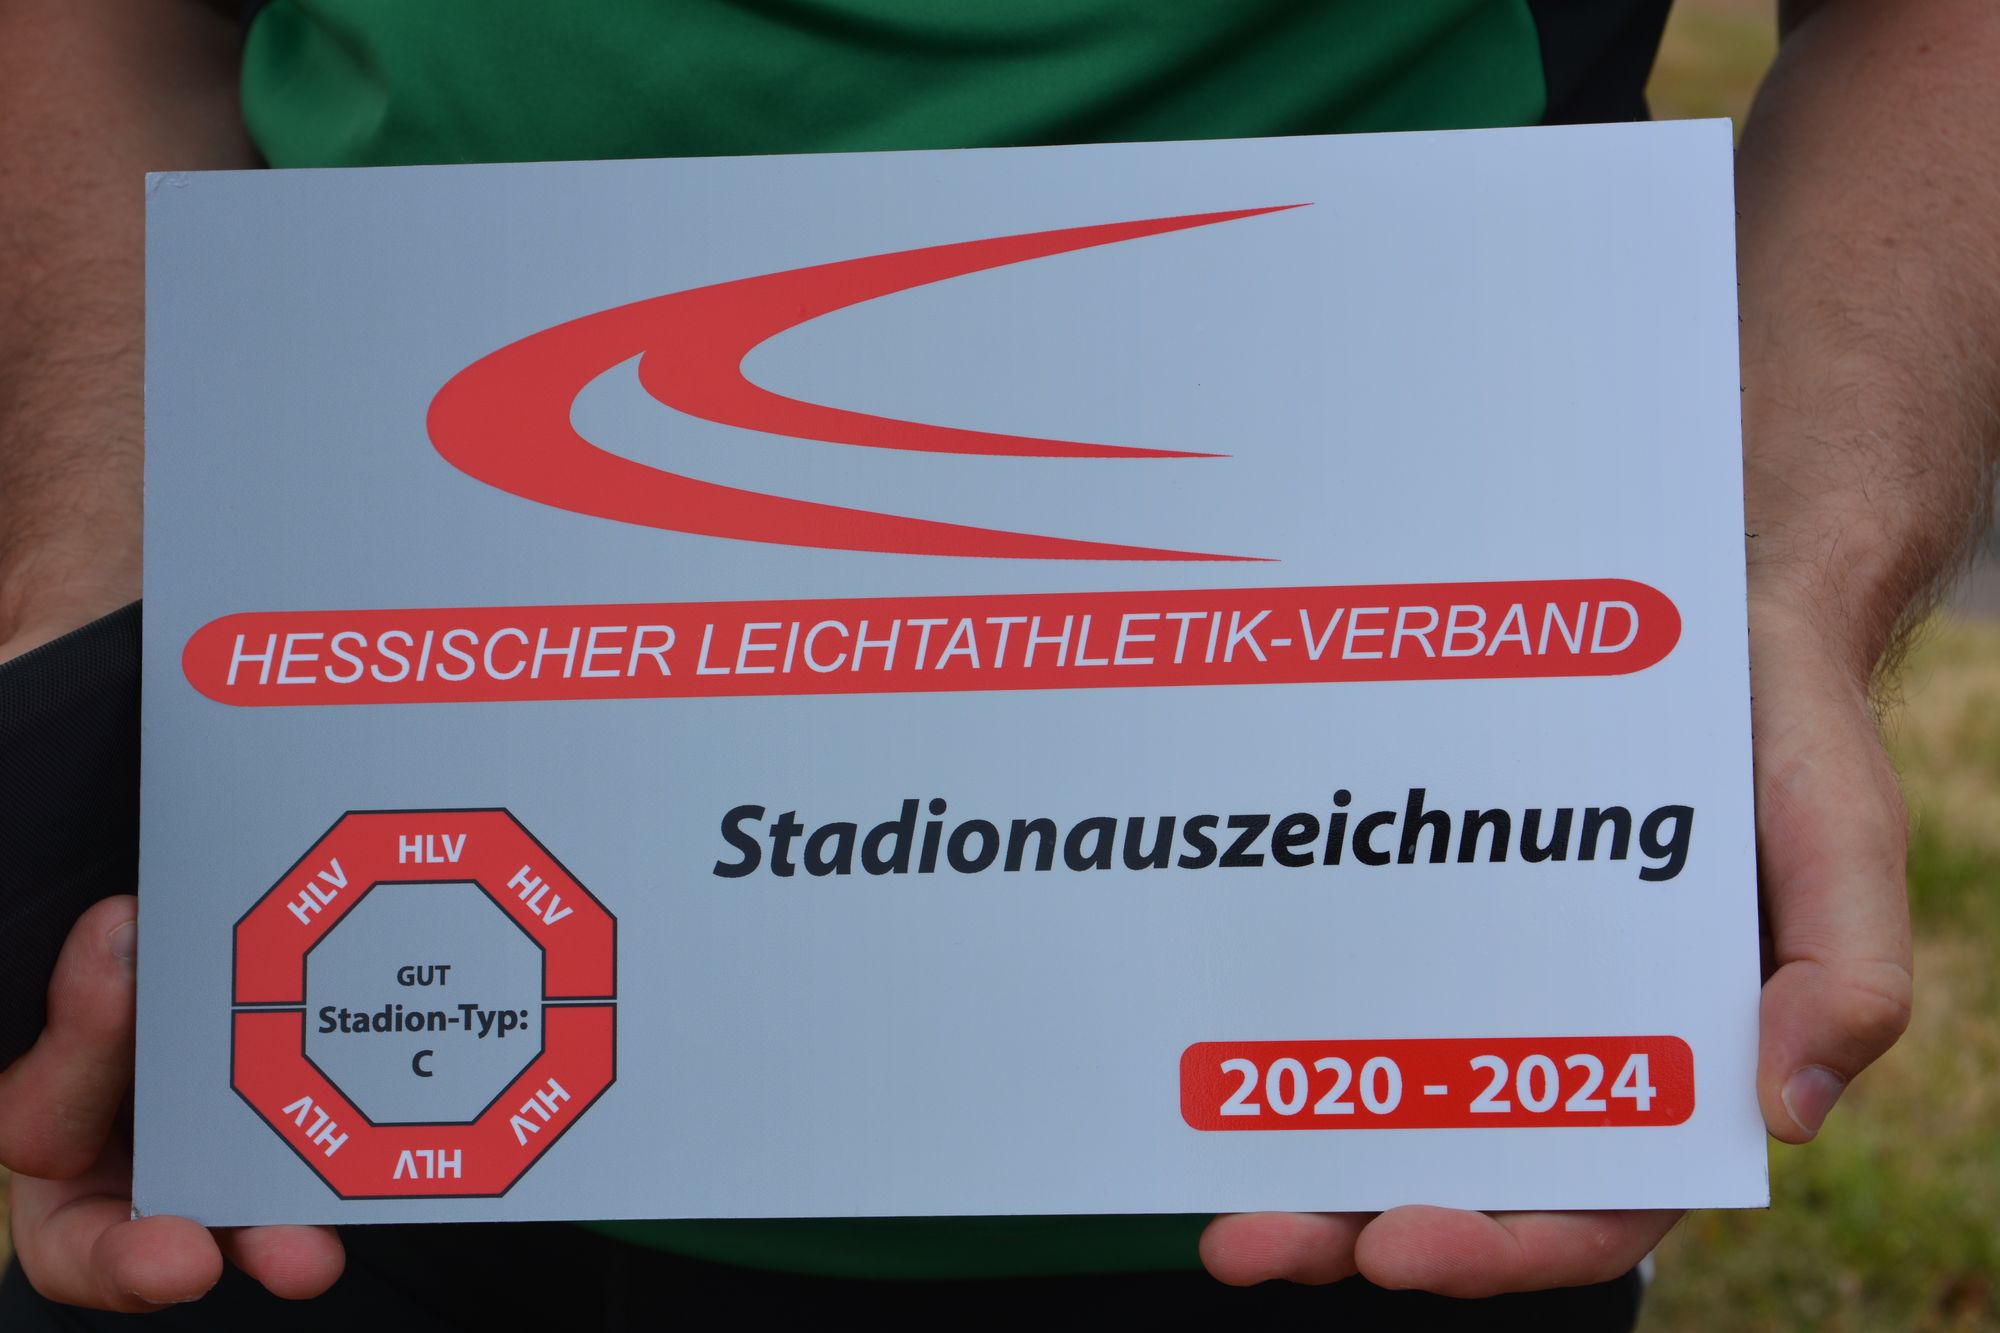 HESSISCHER LEICHTATHLETIK-VERBAND
Stadionauszeichnung
HLV
HLV
HLV
GUT
Stadion-Typ:
C
HLV
HLV
HLV
2020 - 2024